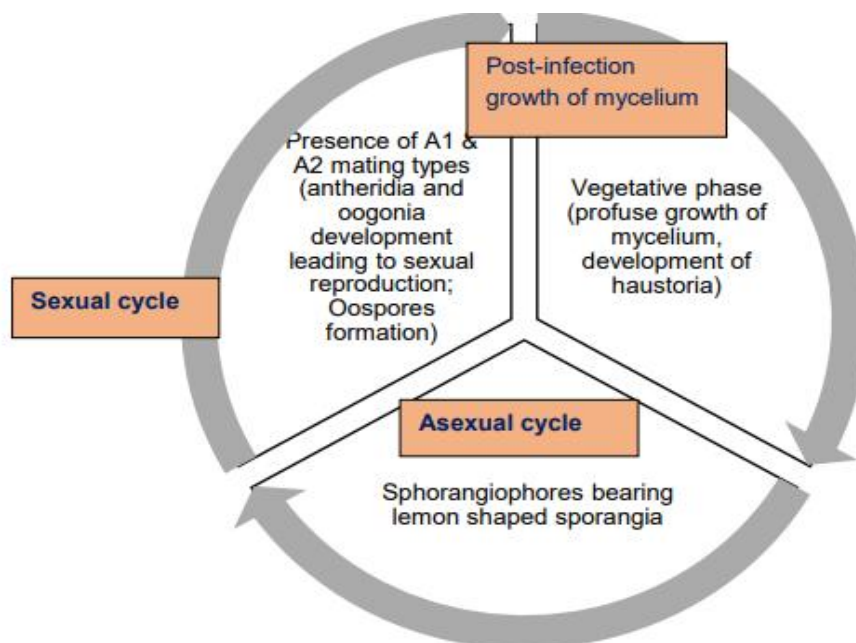 Post-infection
growth of mycelium
Presence of A1 &
A2 mating types
(antheridia and
oogonia
development
leading to sexual
reproduction;
Oospores
formation)
Vegetative phase
(profuse growth of
mycelium,
development of
haustoria)
Sexual cycle
Asexual cycle
Sphorangiophores bearing
lemon shaped sporangia